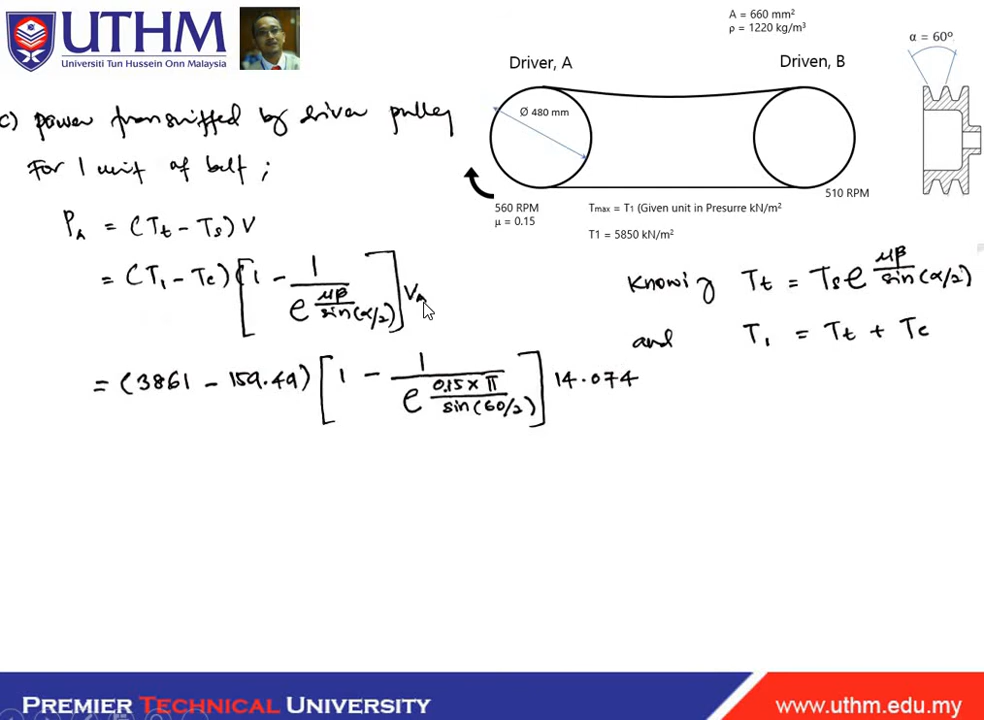 UTHM
Universiti Tun Hussein Onn Malaysia
A = 660 mm²
ρ = 1220 kg/m³
α = 60°
Driver, A
Driven, B
Ø 480 mm
510 RPM
560 RPM
μ = 0.15
Tmax = T1 (Given unit in Presurre kN/m²
T1 = 5850 kN/m²
c) power transmitted by driver pulley
For 1 unit of belt ;
P_A = (T_t - T_s) V
= (T_1 - T_c) [1 - 1/e^(μβ/sin(α/2))] V_A
= (3861 - 159.49) [1 - 1/e^(0.15 x π/sin(60/2))] 14.074
Knowing T_t = T_s e^(μβ/sin(α/2))
and T_1 = T_t + T_c
PREMIER TECHNICAL UNIVERSITY
www.uthm.edu.my